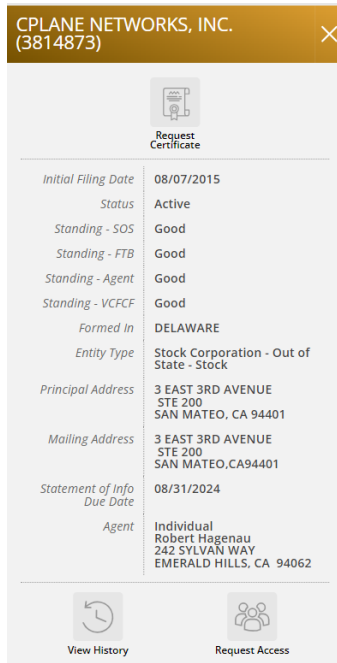 CPLANE NETWORKS, INC.
(3814873)
Request
Certificate
Initial Filing Date 08/07/2015
Status Active
Standing - SOS Good
Standing - FTB Good
Standing - Agent Good
Standing - VCFCF Good
Formed In DELAWARE
Entity Type Stock Corporation - Out of
State - Stock
Principal Address 3 EAST 3RD AVENUE
STE 200
SAN MATEO, CA 94401
Mailing Address 3 EAST 3RD AVENUE
STE 200
SAN MATEO,CA94401
Statement of Info 08/31/2024
Due Date
Agent Individual
Robert Hagenau
242 SYLVAN WAY
EMERALD HILLS, CA 94062
View History Request Access